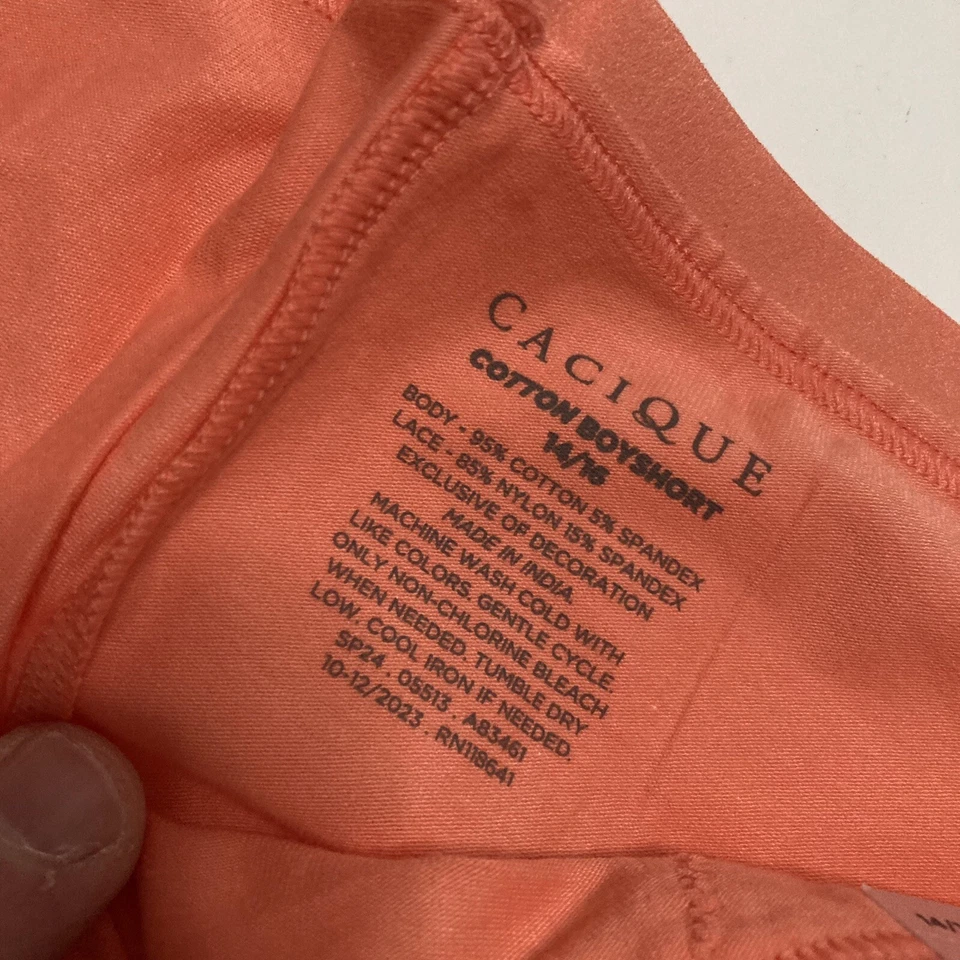 CACIQUE
COTTON BOYSHORT
14/16
BODY - 95% COTTON 5% SPANDEX
LACE - 85% NYLON 15% SPANDEX
EXCLUSIVE OF DECORATION
MADE IN INDIA
MACHINE WASH COLD WITH
LIKE COLORS. GENTLE CYCLE.
ONLY NON-CHLORINE BLEACH
WHEN NEEDED. TUMBLE DRY
LOW. COOL IRON IF NEEDED.
SP24 . 05513 . A83461
10-12/2023 . RN118641